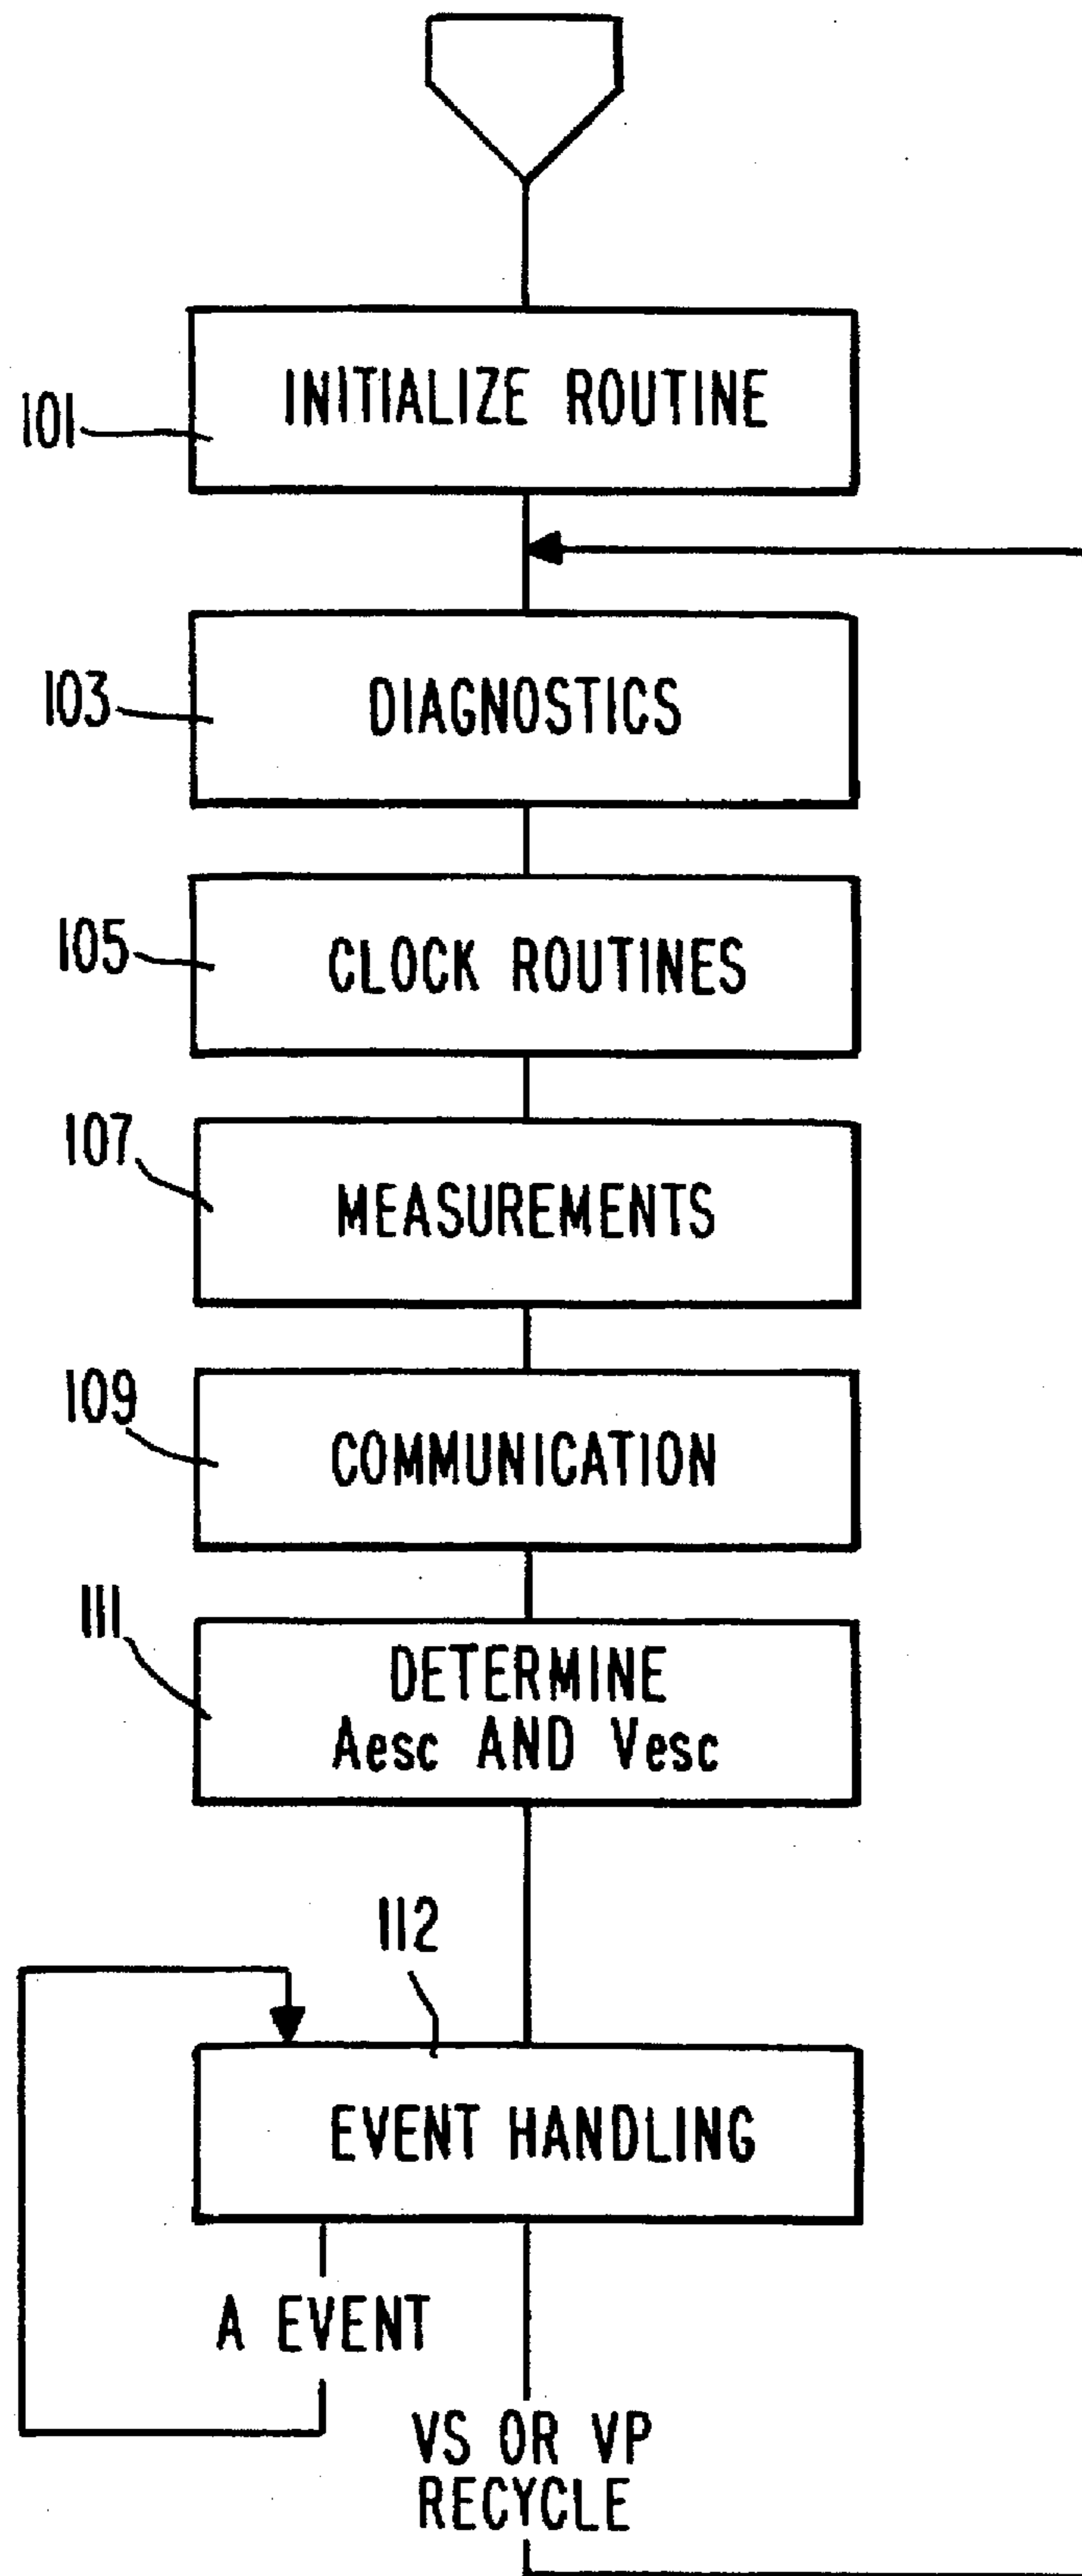 101
INITIALIZE ROUTINE
103
DIAGNOSTICS
105
CLOCK ROUTINES
107
MEASUREMENTS
109
COMMUNICATION
111
DETERMINE
Aesc AND Vesc
112
EVENT HANDLING
A EVENT
VS OR VP
RECYCLE